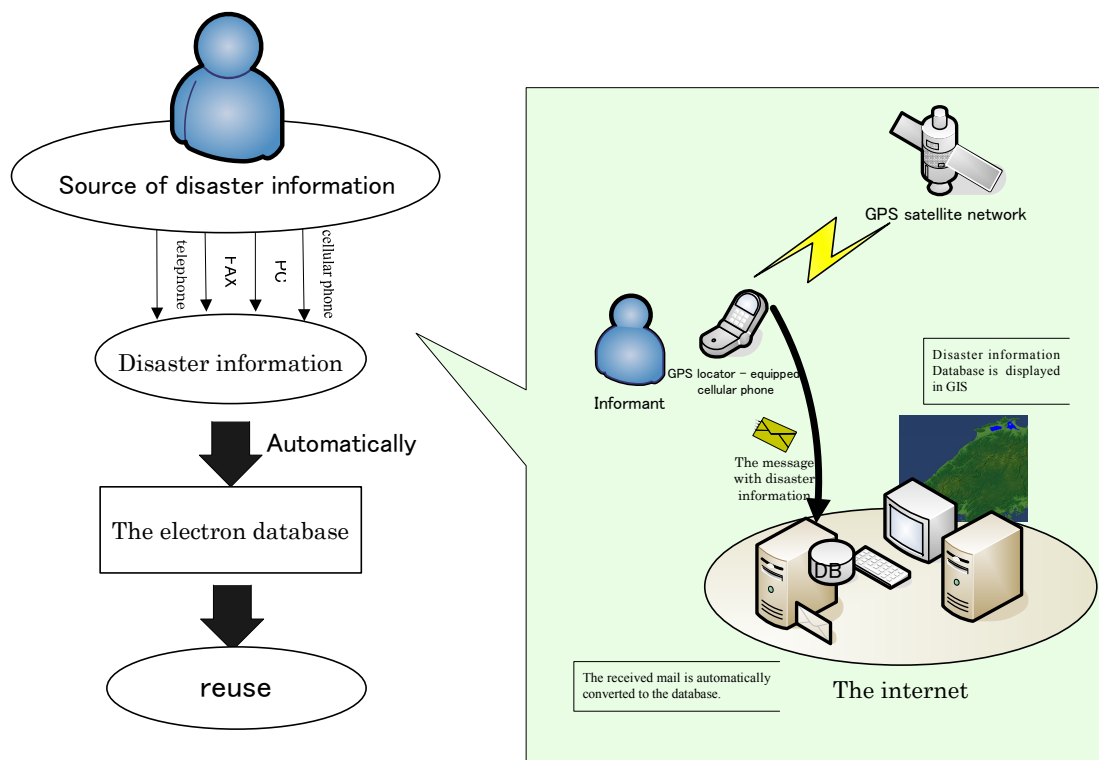 Source of disaster information
telephone
FAX
PC
cellular phone
Disaster information
Automatically
The electron database
reuse
GPS satellite network
Informant
GPS locator - equipped
cellular phone
The message
with disaster
information
Disaster information
Database is displayed
in GIS
DB
The received mail is automatically
converted to the database.
The internet